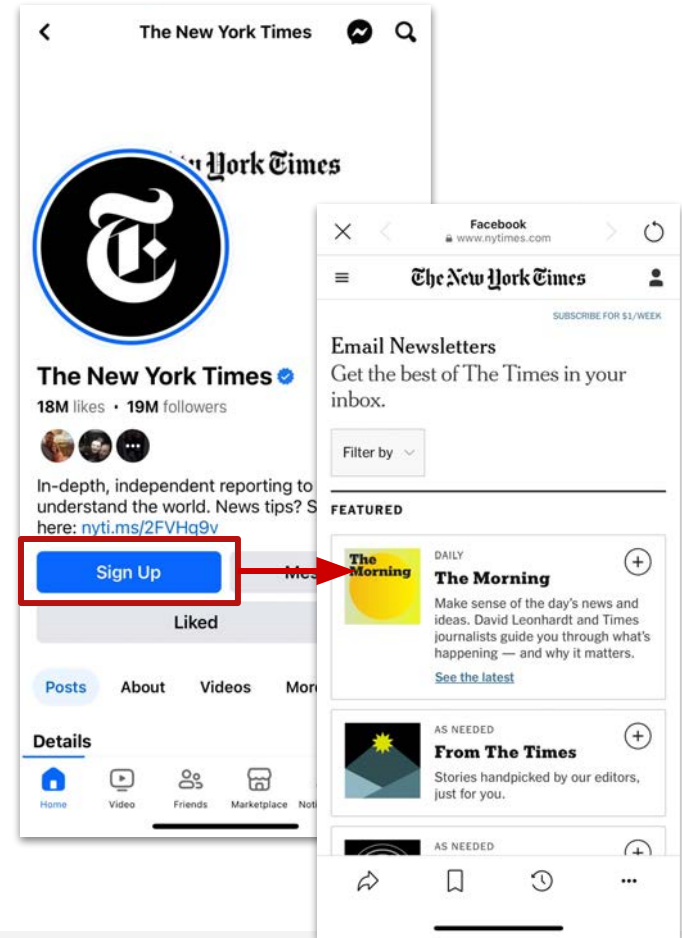 The New York Times
York Times
The New York Times
18M likes • 19M followers
In-depth, independent reporting to
understand the world. News tips? S
here: nyti.ms/2FVHq9v
Sign Up
Mes
Liked
Posts About Videos More
Details
Home Video Friends Marketplace Noti
Facebook
www.nytimes.com
The New York Times
SUBSCRIBE FOR $1/WEEK
Email Newsletters
Get the best of The Times in your
inbox.
Filter by
FEATURED
The
Morning
DAILY
The Morning
Make sense of the day's news and
ideas. David Leonhardt and Times
journalists guide you through what's
happening — and why it matters.
See the latest
AS NEEDED
From The Times
Stories handpicked by our editors,
just for you.
AS NEEDED